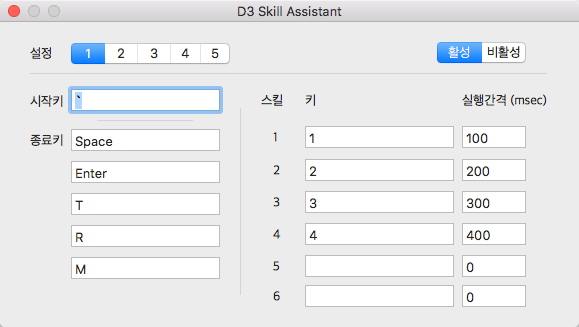 D3 Skill Assistant
설정 1 2 3 4 5 활성 비활성
시작키 `
종료키 Space
Enter
T
R
M
스킬 키 실행간격 (msec)
1 1 100
2 2 200
3 3 300
4 4 400
5 0
6 0